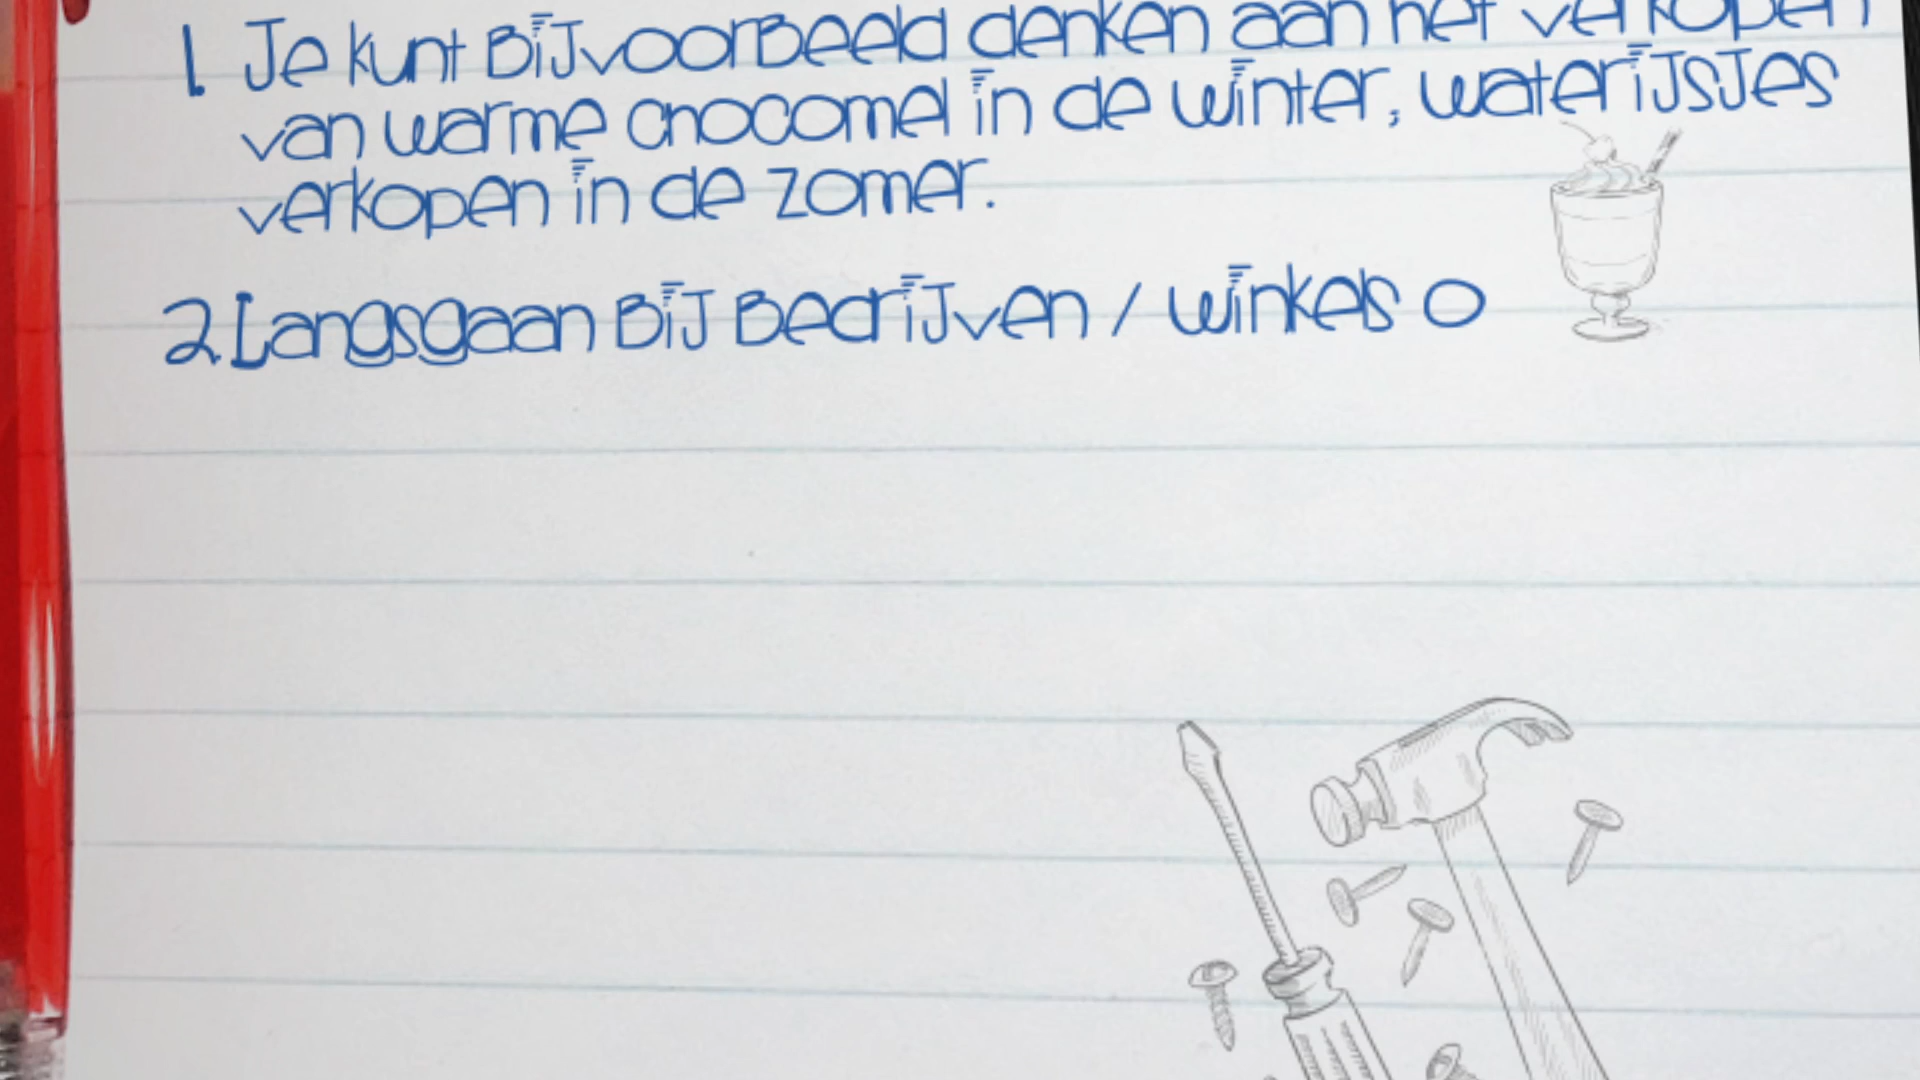 1. Je kunt Bijvoorbeeld denken aan het verkopen
van warme chocomel in de winter, waterijsjes
verkopen in de zomer.
2. Langsgaan Bij Bedrijven / winkels o